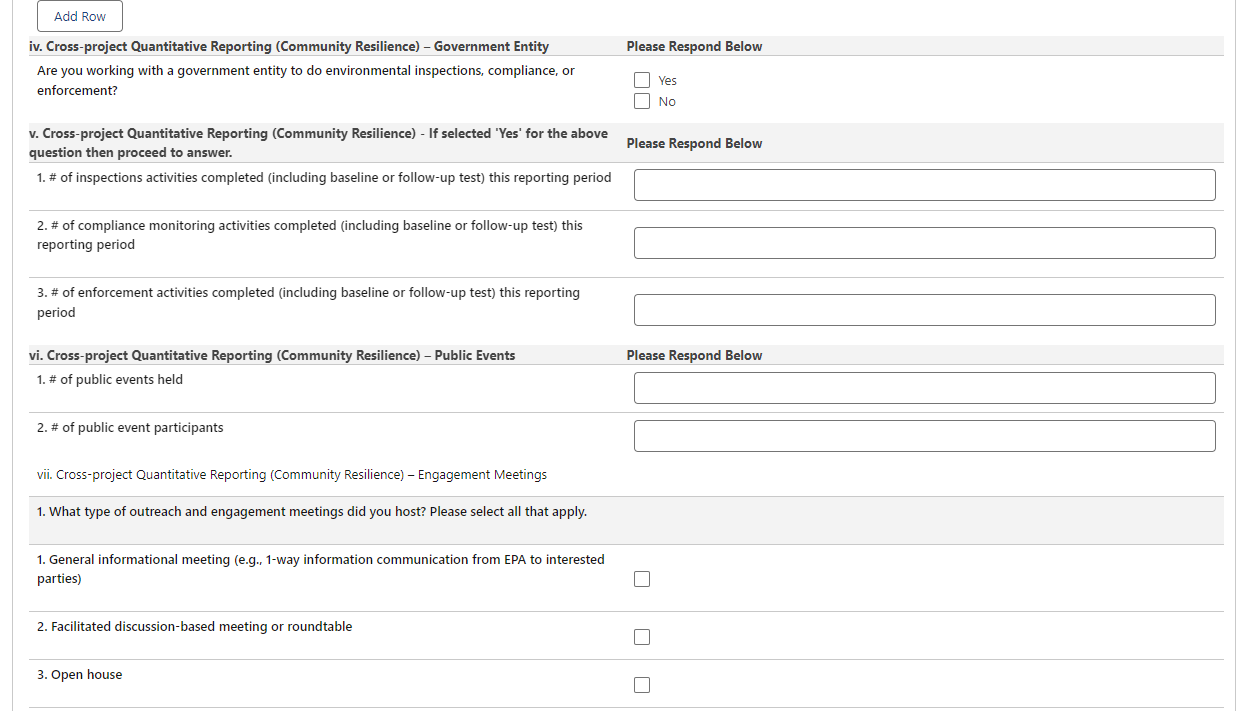 Add Row
iv. Cross-project Quantitative Reporting (Community Resilience) – Government Entity
Please Respond Below
Are you working with a government entity to do environmental inspections, compliance, or
enforcement?
Yes
No
v. Cross-project Quantitative Reporting (Community Resilience) - If selected 'Yes' for the above
question then proceed to answer.
Please Respond Below
1. # of inspections activities completed (including baseline or follow-up test) this reporting period
2. # of compliance monitoring activities completed (including baseline or follow-up test) this
reporting period
3. # of enforcement activities completed (including baseline or follow-up test) this reporting
period
vi. Cross-project Quantitative Reporting (Community Resilience) – Public Events
Please Respond Below
1. # of public events held
2. # of public event participants
vii. Cross-project Quantitative Reporting (Community Resilience) – Engagement Meetings
1. What type of outreach and engagement meetings did you host? Please select all that apply.
1. General informational meeting (e.g., 1-way information communication from EPA to interested
parties)
2. Facilitated discussion-based meeting or roundtable
3. Open house